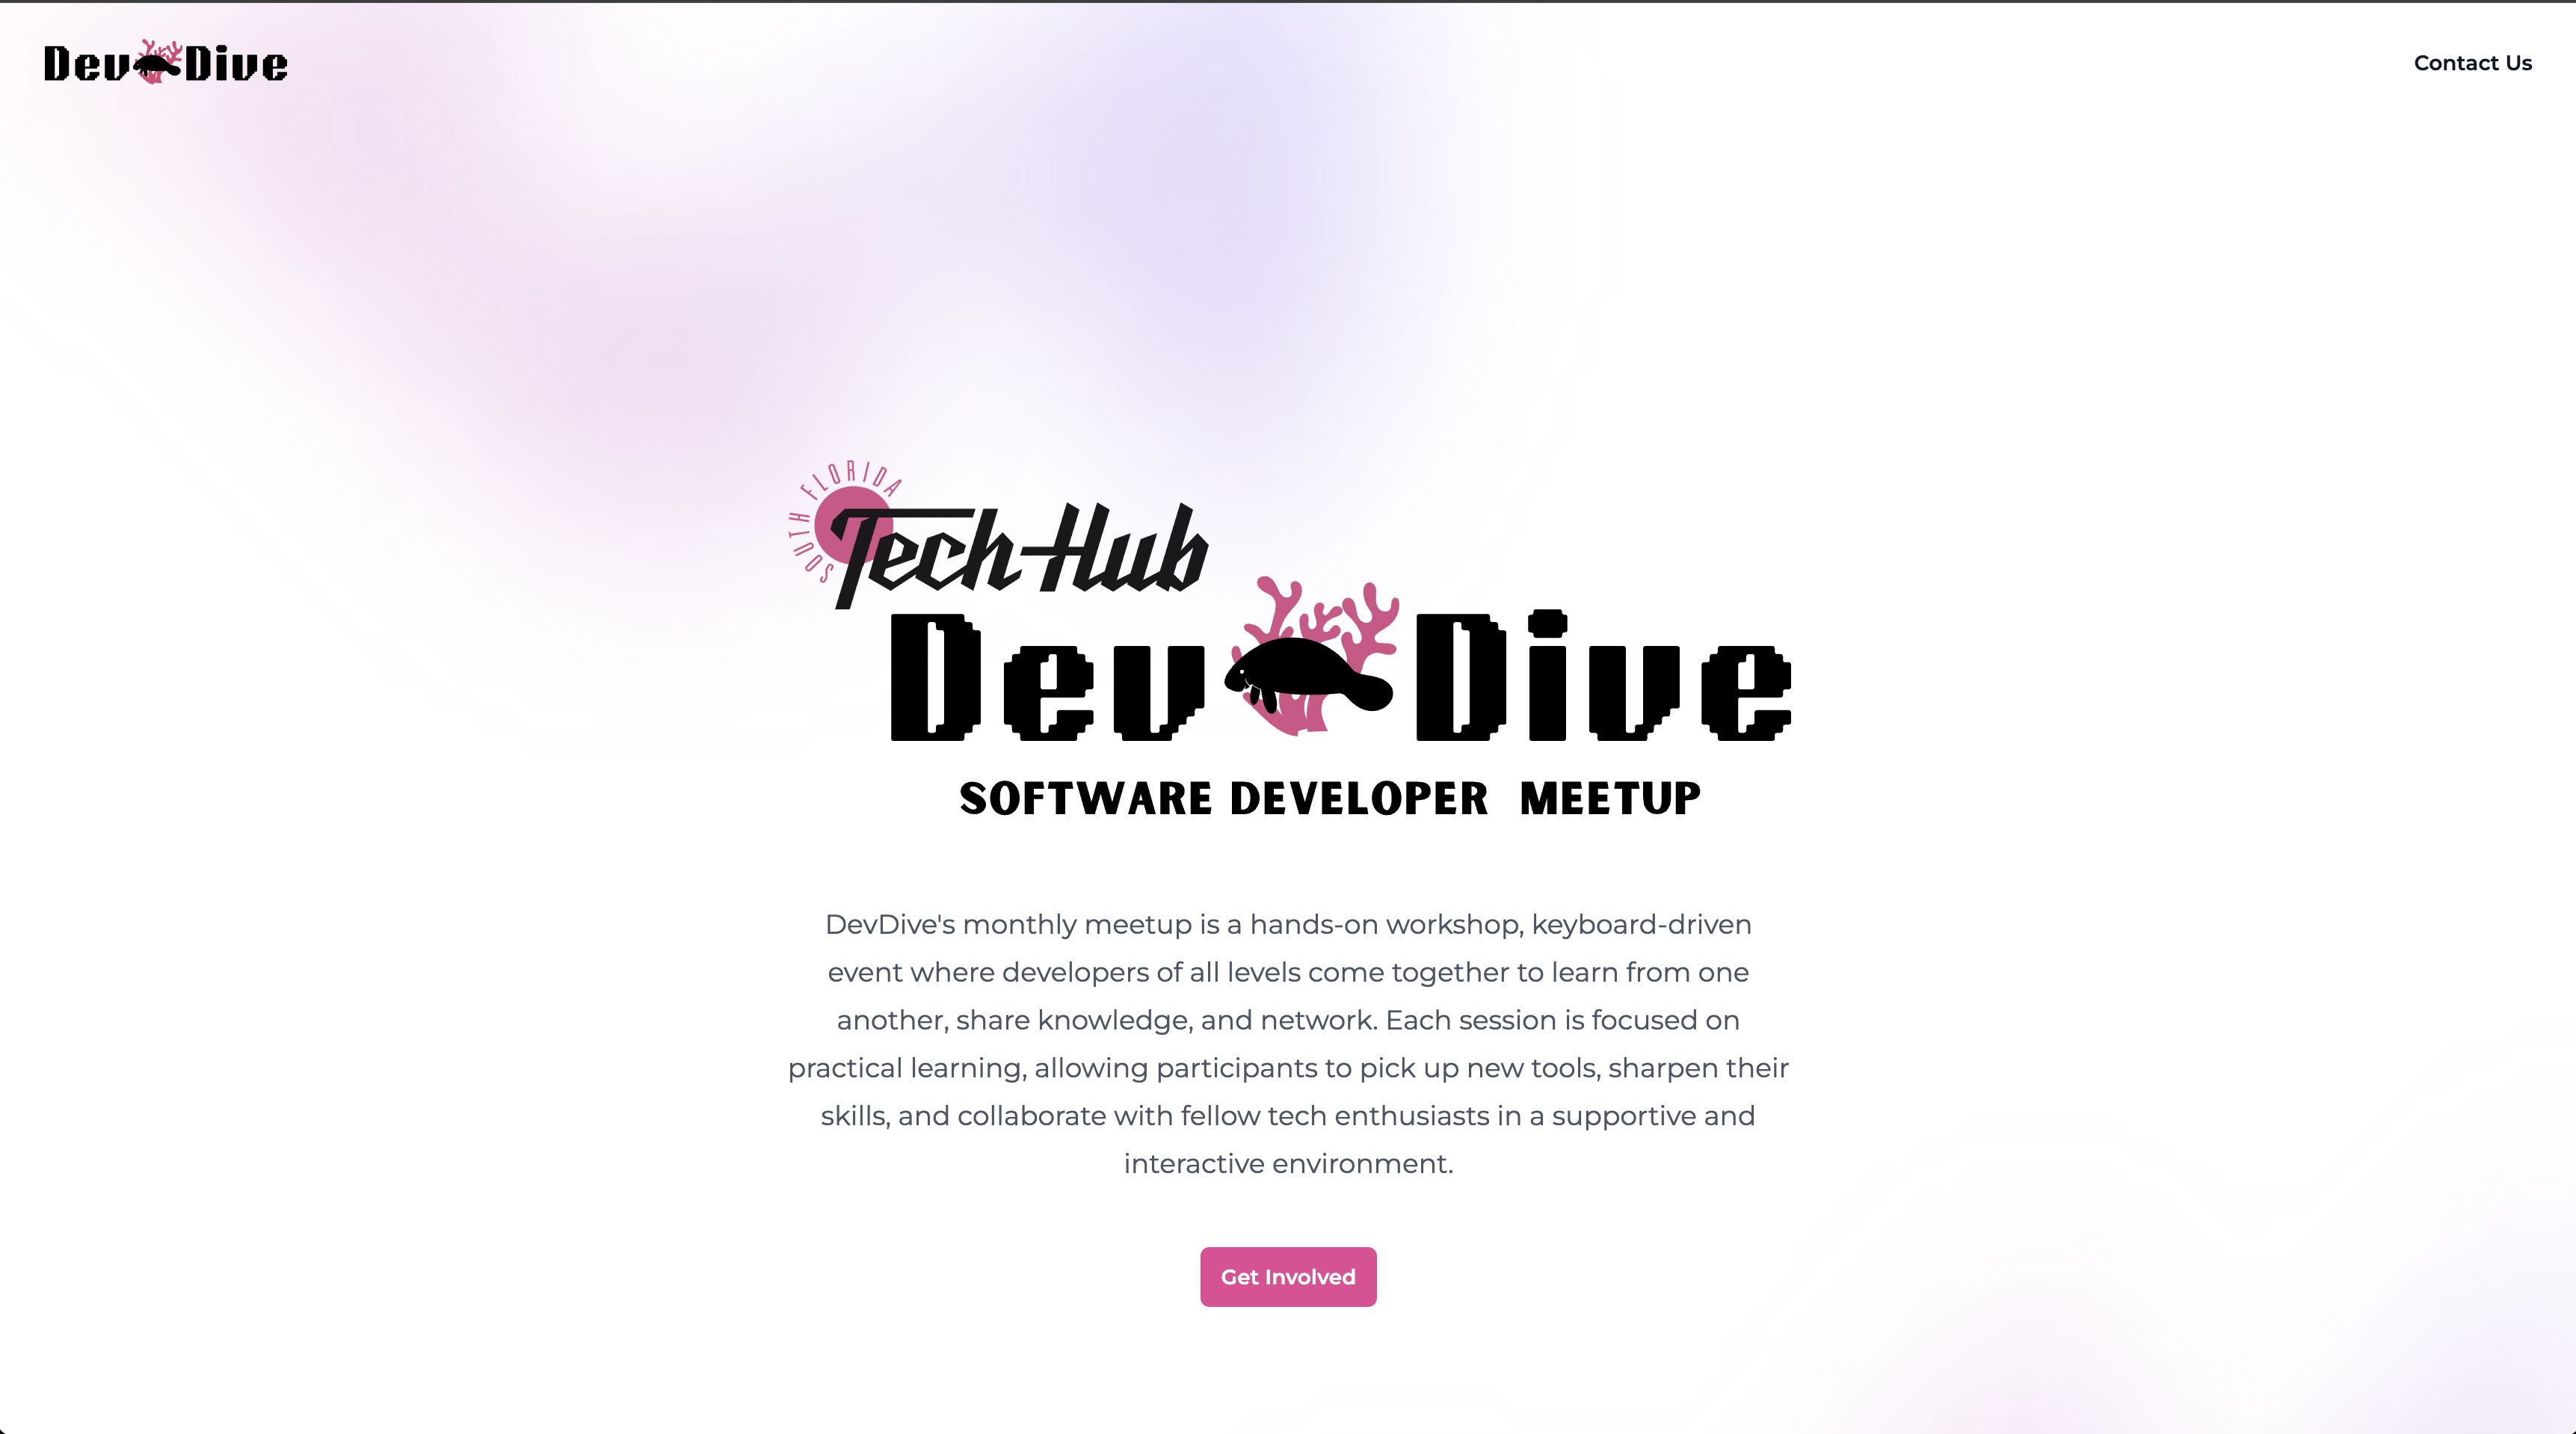 Dev Dive
Contact Us
SOUTH FLORIDA
Tech Hub
Dev Dive
SOFTWARE DEVELOPER MEETUP
DevDive's monthly meetup is a hands-on workshop, keyboard-driven
event where developers of all levels come together to learn from one
another, share knowledge, and network. Each session is focused on
practical learning, allowing participants to pick up new tools, sharpen their
skills, and collaborate with fellow tech enthusiasts in a supportive and
interactive environment.
Get Involved